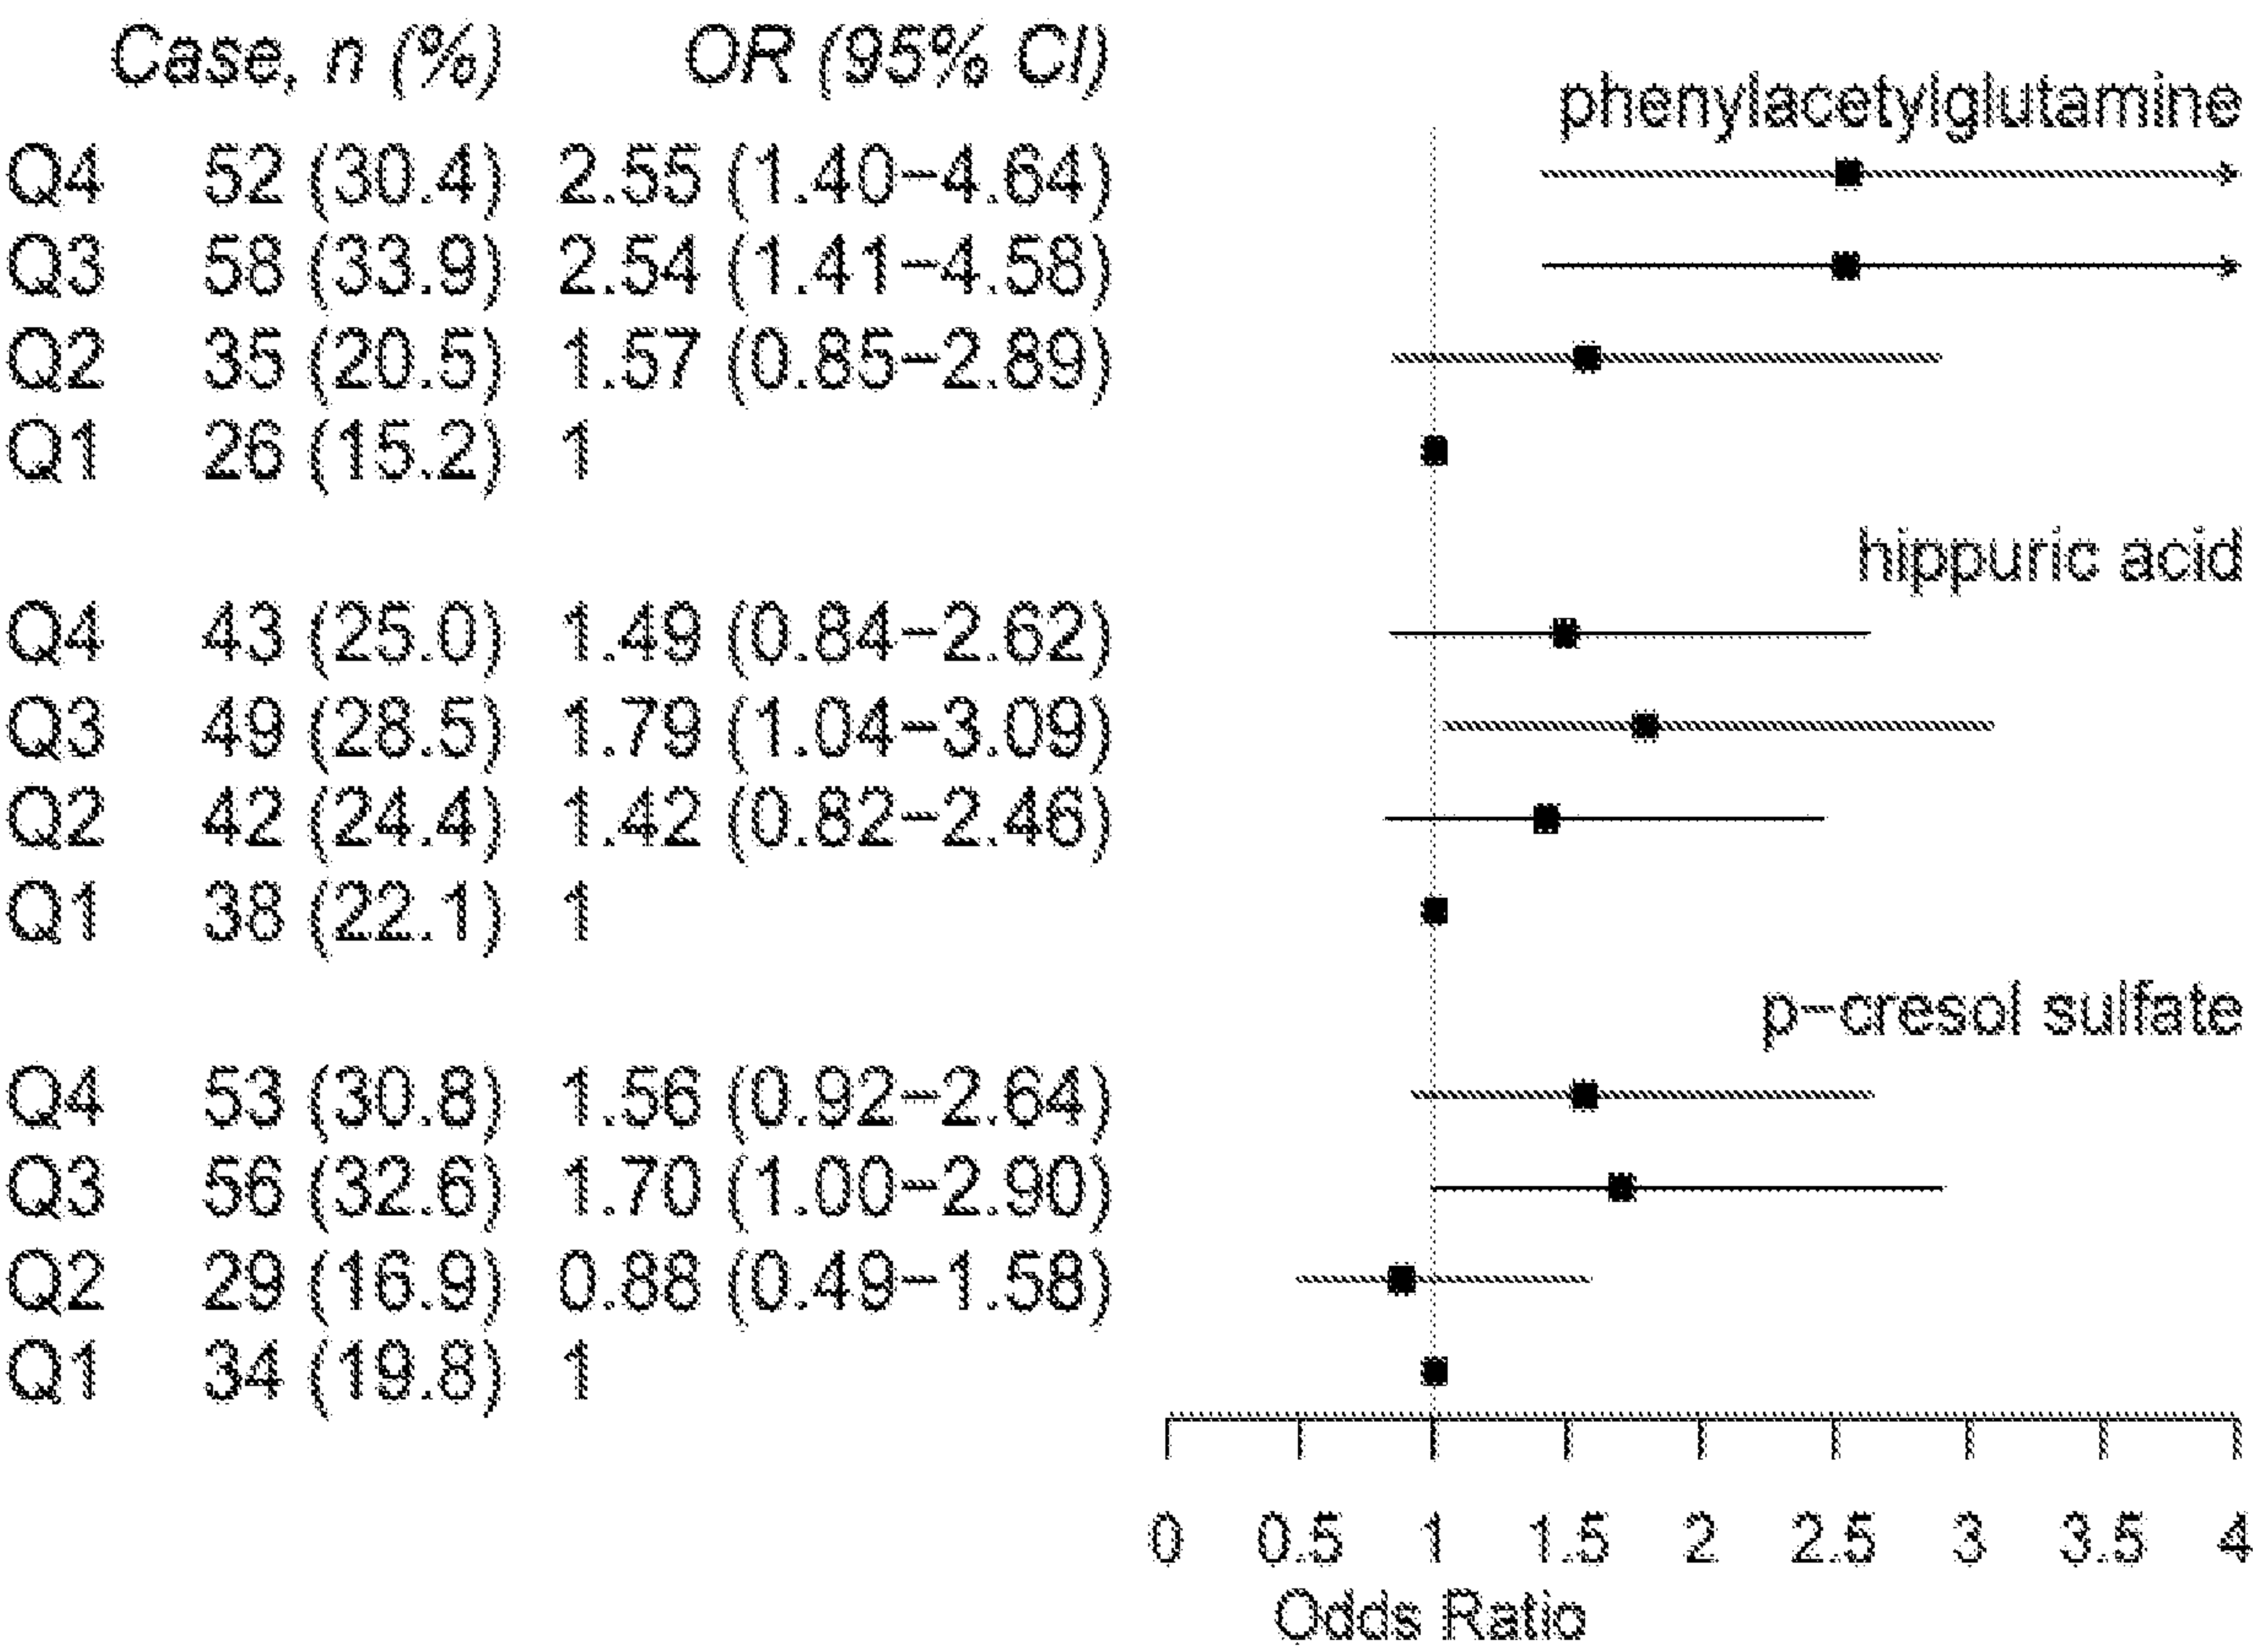 Case, n (%) OR (95% CI)
phenylacetylglutamine
Q4 52 (30.4) 2.55 (1.40−4.64)
Q3 58 (33.9) 2.54 (1.41−4.58)
Q2 35 (20.5) 1.57 (0.85−2.89)
Q1 26 (15.2) 1
hippuric acid
Q4 43 (25.0) 1.49 (0.84−2.62)
Q3 49 (28.5) 1.79 (1.04−3.09)
Q2 42 (24.4) 1.42 (0.82−2.46)
Q1 38 (22.1) 1
p−cresol sulfate
Q4 53 (30.8) 1.56 (0.92−2.64)
Q3 56 (32.6) 1.70 (1.00−2.90)
Q2 29 (16.9) 0.88 (0.49−1.58)
Q1 34 (19.8) 1
0 0.5 1 1.5 2 2.5 3 3.5 4
Odds Ratio